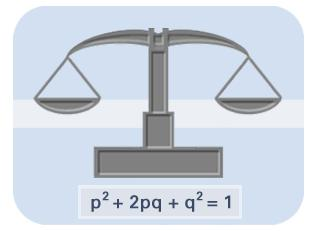 p² + 2pq + q² = 1